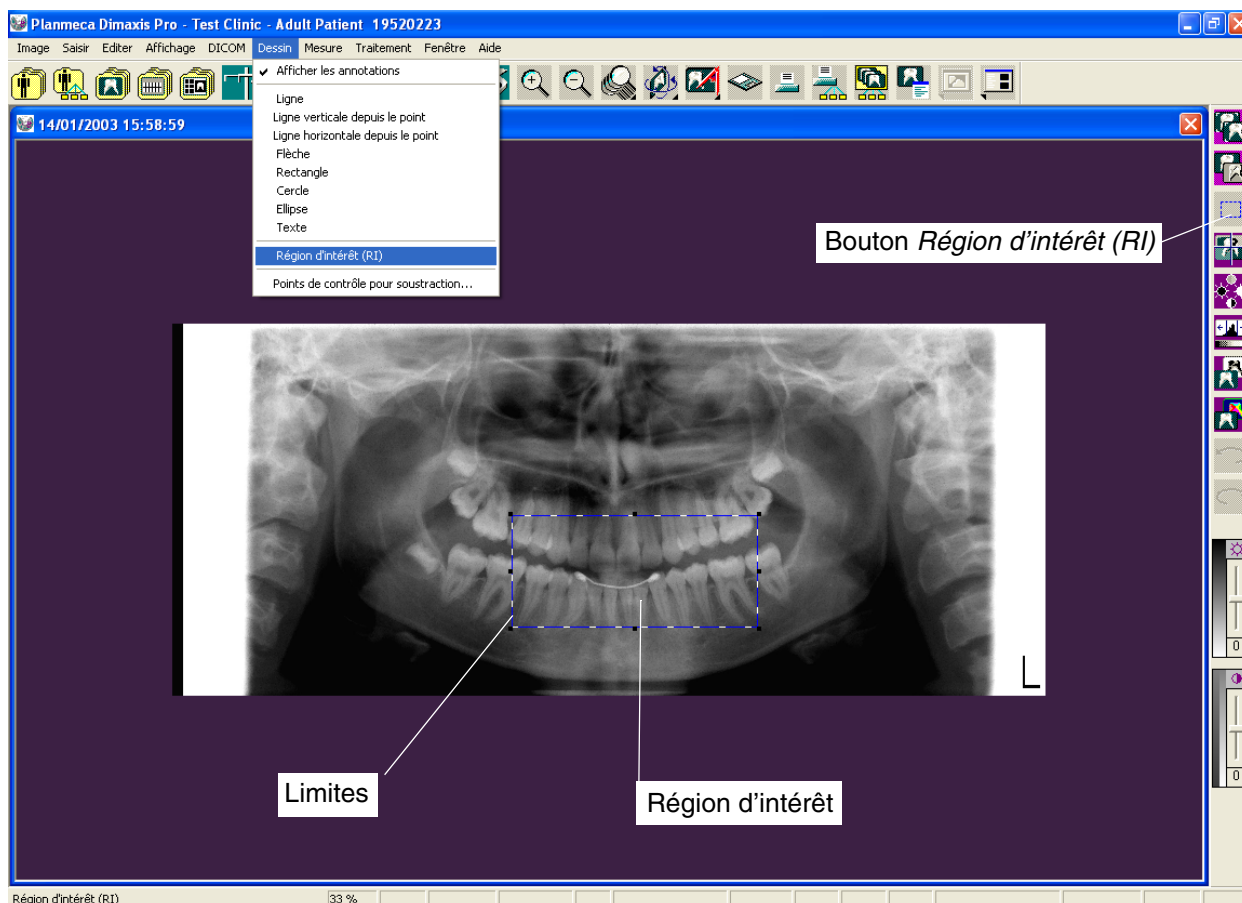 Planmeca Dimaxis Pro - Test Clinic - Adult Patient 19520223
Image Saisir Editer Affichage DICOM Dessin Mesure Traitement Fenêtre Aide
Afficher les annotations
Ligne
Ligne verticale depuis le point
Ligne horizontale depuis le point
Flèche
Rectangle
Cercle
Ellipse
Texte
Région d'intérêt (RI)
Points de contrôle pour soustraction...
14/01/2003 15:58:59
Bouton Région d'intérêt (RI)
L
0
0
Limites
Région d'intérêt
Région d'intérêt (RI) 33 %